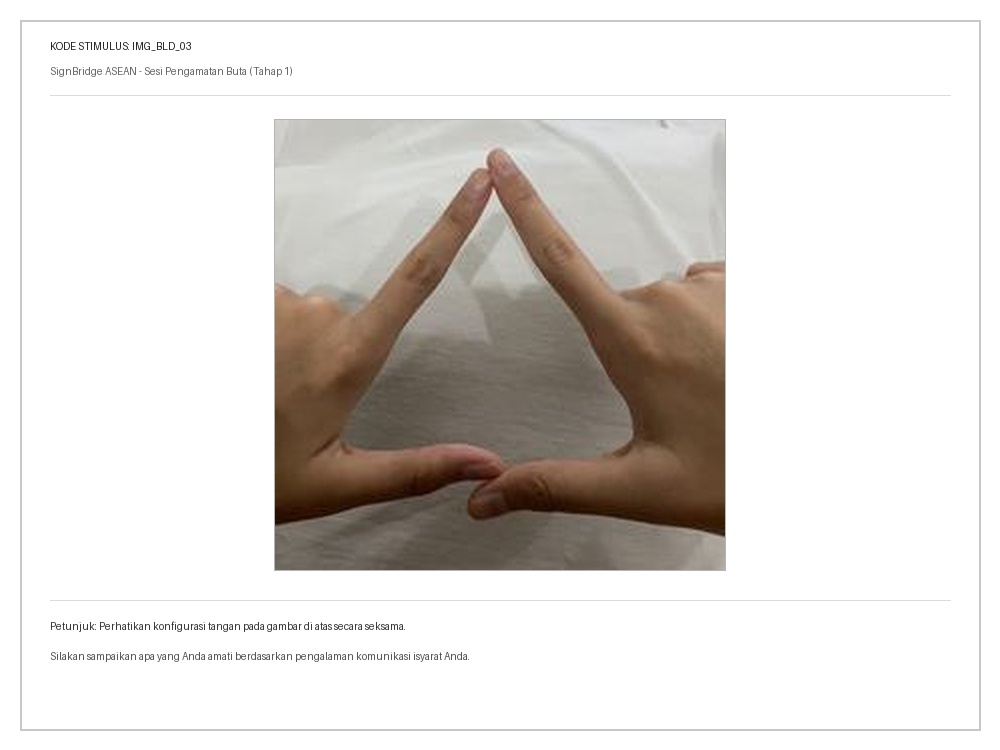 KODE STIMULUS: IMG_BLD_03
SignBridge ASEAN - Sesi Pengamatan Buta (Tahap 1)
Petunjuk: Perhatikan konfigurasi tangan pada gambar di atas secara seksama.
Silakan sampaikan apa yang Anda amati berdasarkan pengalaman komunikasi isyarat Anda.